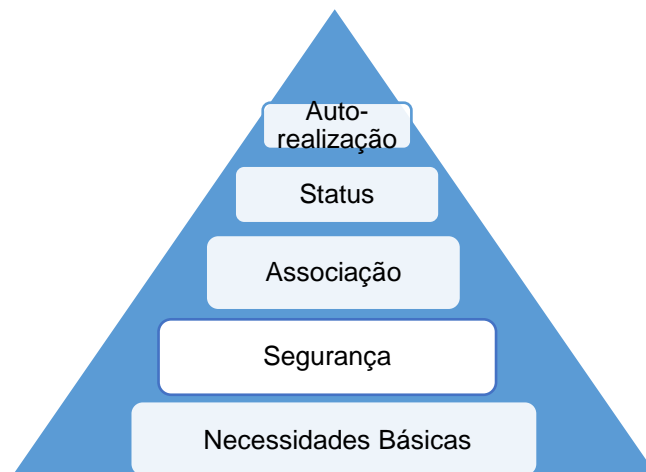 Auto-
realização
Status
Associação
Segurança
Necessidades Básicas